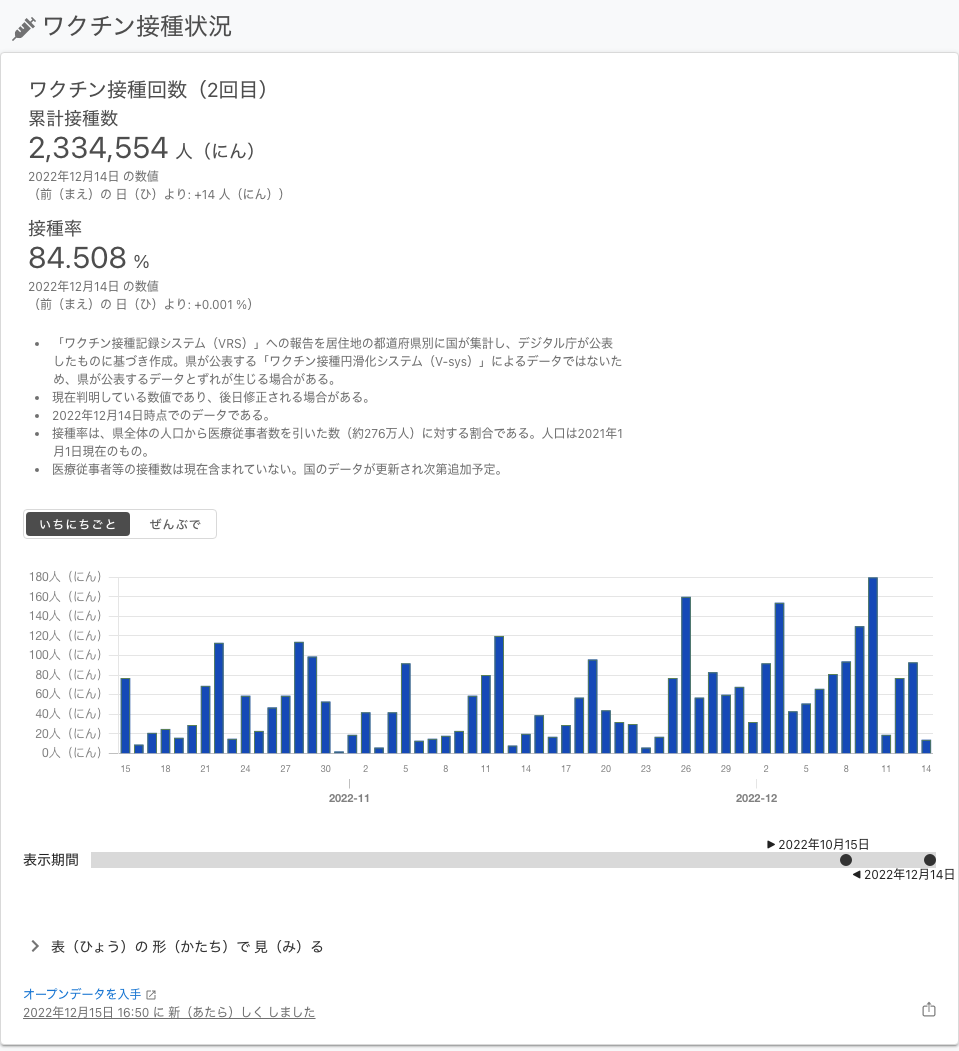 ワクチン接種状況
ワクチン接種回数（2回目）
累計接種数
2,334,554 人（にん）
2022年12月14日 の数値
（前（まえ）の 日（ひ）より: +14 人（にん））
接種率
84.508 %
2022年12月14日 の数値
（前（まえ）の 日（ひ）より: +0.001 %）
• 「ワクチン接種記録システム（VRS）」への報告を居住地の都道府県別に国が集計し、デジタル庁が公表
したものに基づき作成。県が公表する「ワクチン接種円滑化システム（V-sys）」によるデータではないた
め、県が公表するデータとずれが生じる場合がある。
• 現在判明している数値であり、後日修正される場合がある。
• 2022年12月14日時点でのデータである。
• 接種率は、県全体の人口から医療従事者数を引いた数（約276万人）に対する割合である。人口は2021年1
月1日現在のもの。
• 医療従事者等の接種数は現在含まれていない。国のデータが更新され次第追加予定。
いちにちごと ぜんぶで
180人（にん）
160人（にん）
140人（にん）
120人（にん）
100人（にん）
80人（にん）
60人（にん）
40人（にん）
20人（にん）
0人（にん）
15 18 21 24 27 30 2 5 8 11 14 17 20 23 26 29 2 5 8 11 14
2022-11 2022-12
▶ 2022年10月15日
表示期間
◀ 2022年12月14日
表（ひょう）の 形（かたち）で 見（み）る
オープンデータを入手
2022年12月15日 16:50 に 新（あたら）しく しました